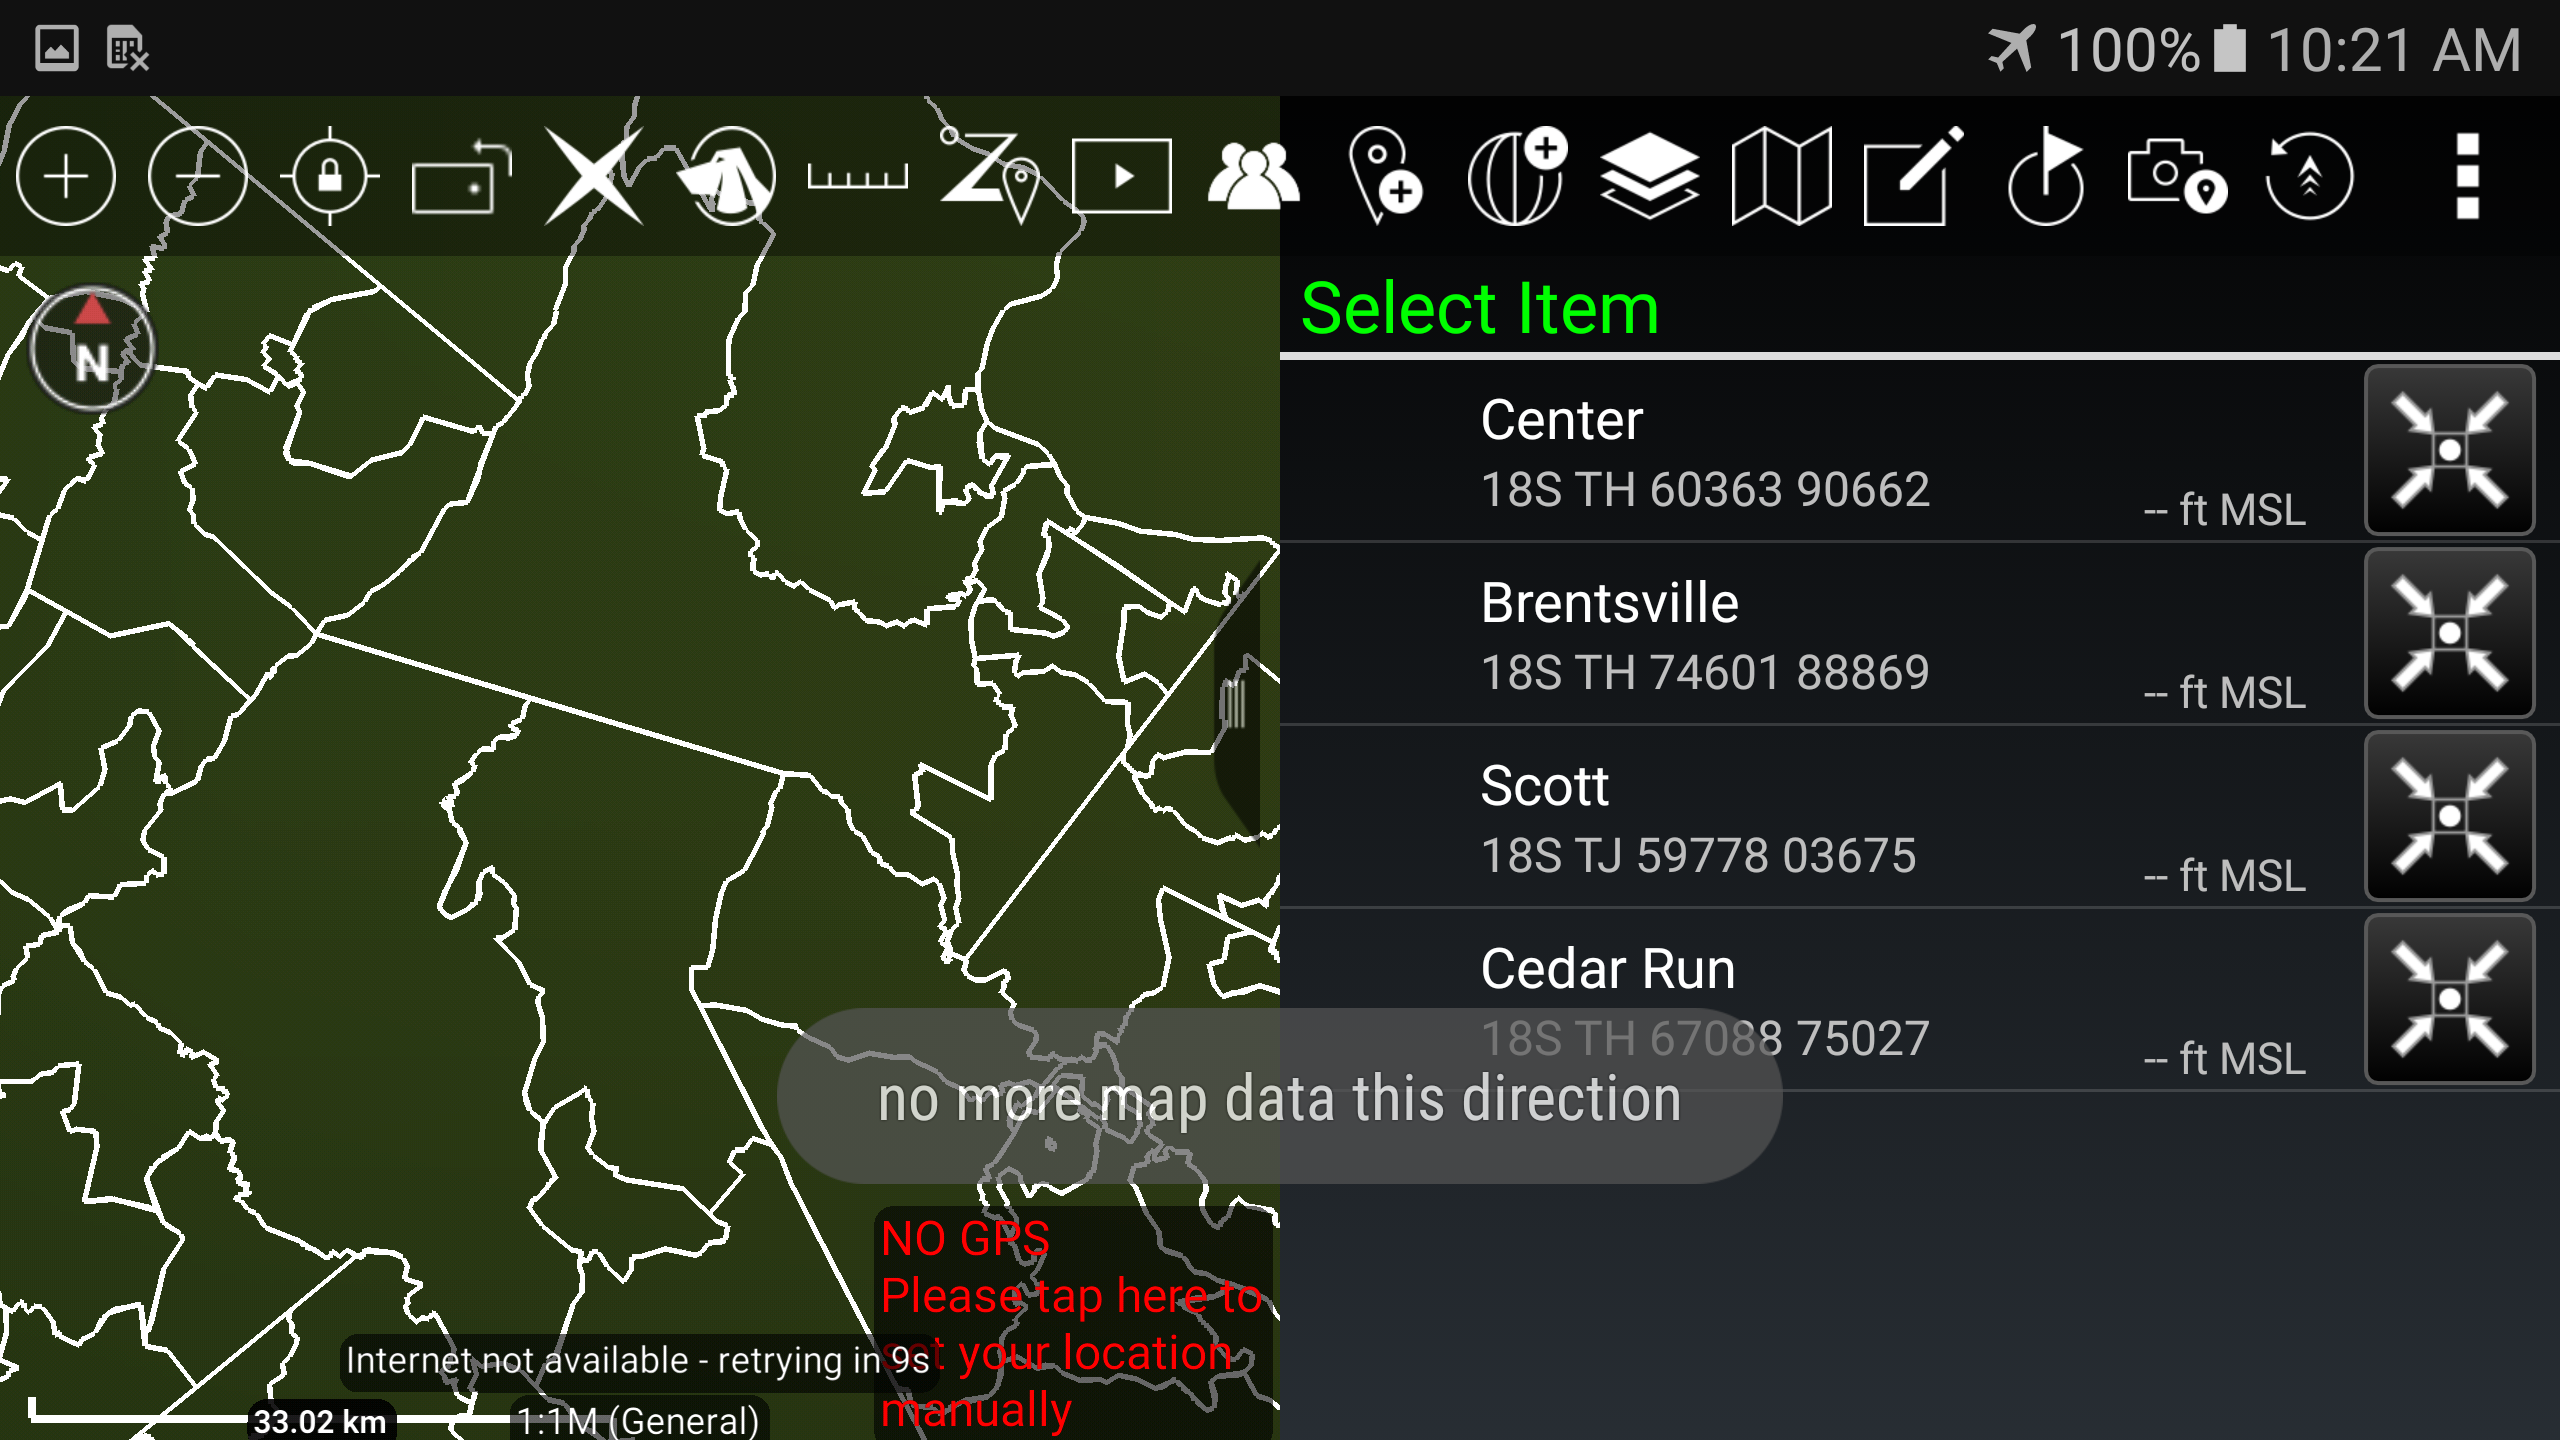 100% 10:21 AM
N
Select Item
Center
18S TH 60363 90662
-- ft MSL
Brentsville
18S TH 74601 88869
-- ft MSL
Scott
18S TJ 59778 03675
-- ft MSL
Cedar Run
18S TH 67088 75027
-- ft MSL
no more map data this direction
NO GPS
Please tap here to
set your location
manually
Internet not available - retrying in 9s
33.02 km
1:1M (General)